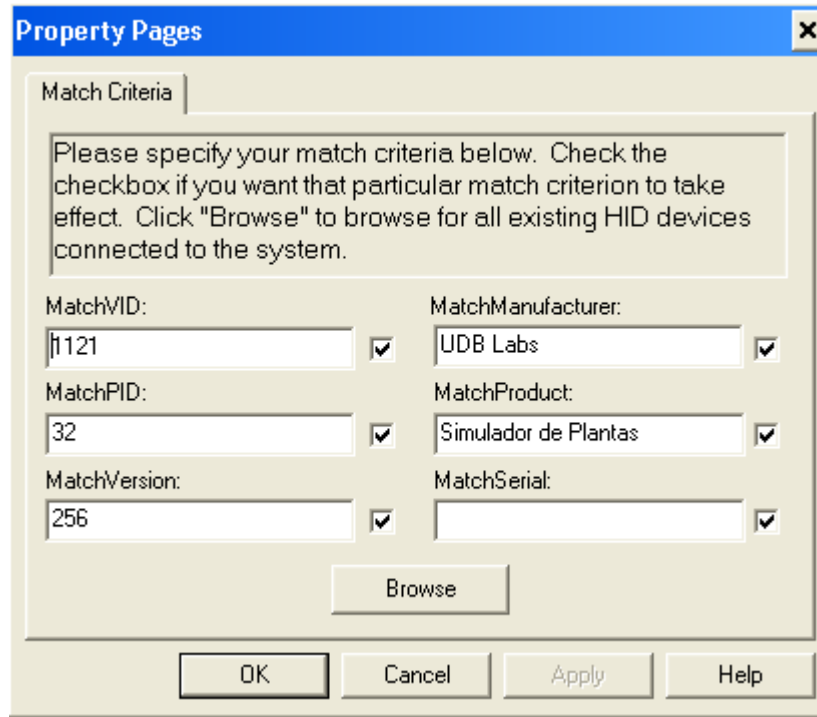 Property Pages
Match Criteria
Please specify your match criteria below.  Check the
checkbox if you want that particular match criterion to take
effect.  Click "Browse" to browse for all existing HID devices
connected to the system.
MatchVID: MatchManufacturer:
1121 UDB Labs
MatchPID: MatchProduct:
32 Simulador de Plantas
MatchVersion: MatchSerial:
256
Browse
OK Cancel Apply Help